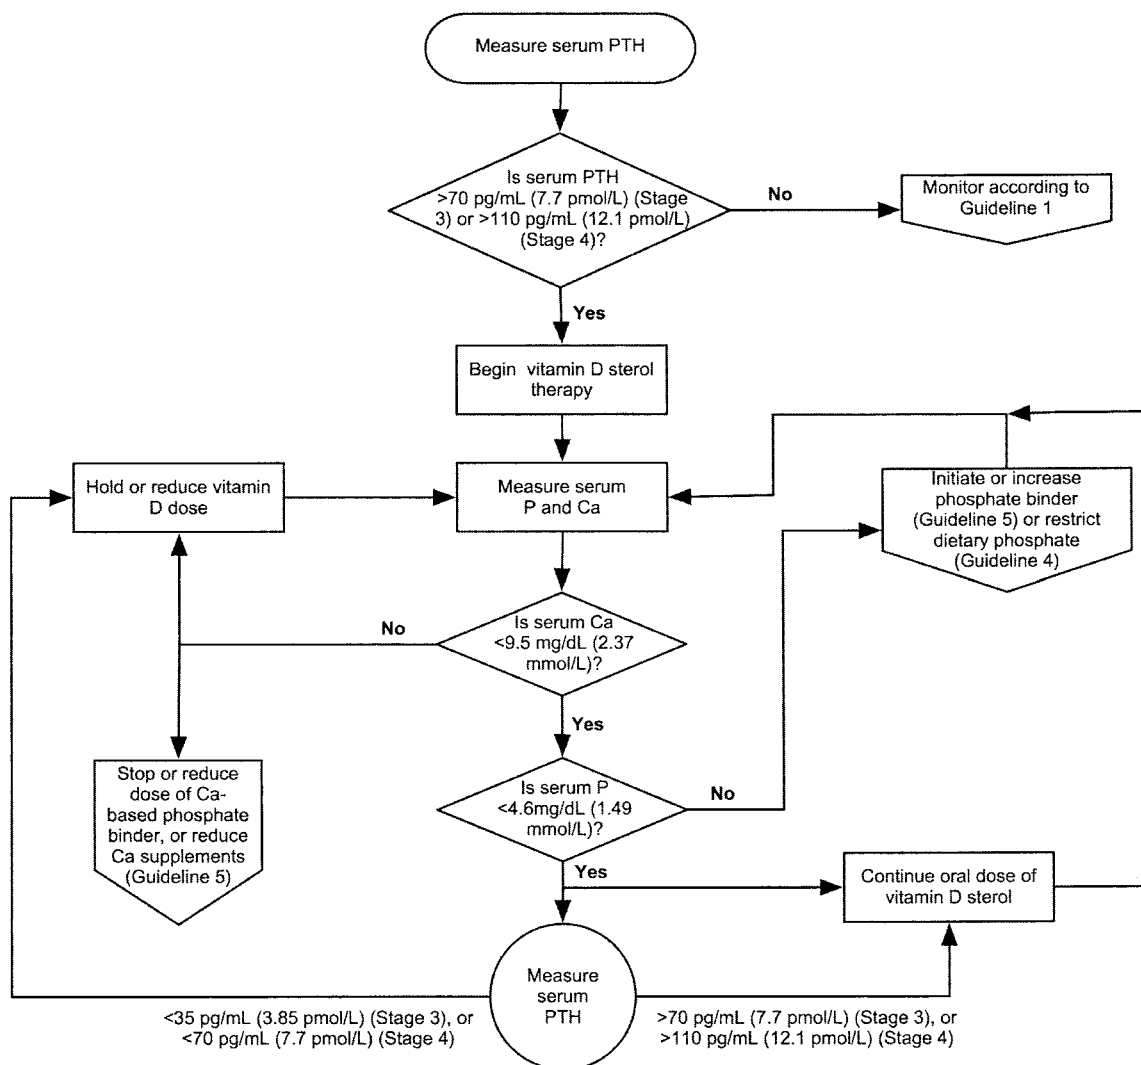 Measure serum PTH
Is serum PTH
>70 pg/mL (7.7 pmol/L) (Stage
3) or >110 pg/mL (12.1 pmol/L)
(Stage 4)?
No
Monitor according to
Guideline 1
Yes
Begin vitamin D sterol
therapy
Hold or reduce vitamin
D dose
Measure serum
P and Ca
Initiate or increase
phosphate binder
(Guideline 5) or restrict
dietary phosphate
(Guideline 4)
Is serum Ca
<9.5 mg/dL (2.37
mmol/L)?
No
Yes
Stop or reduce
dose of Ca-
based phosphate
binder, or reduce
Ca supplements
(Guideline 5)
Is serum P
<4.6mg/dL (1.49
mmol/L)?
No
Yes
Continue oral dose of
vitamin D sterol
Measure
serum
PTH
<35 pg/mL (3.85 pmol/L) (Stage 3), or
<70 pg/mL (7.7 pmol/L) (Stage 4)
>70 pg/mL (7.7 pmol/L) (Stage 3), or
>110 pg/mL (12.1 pmol/L) (Stage 4)